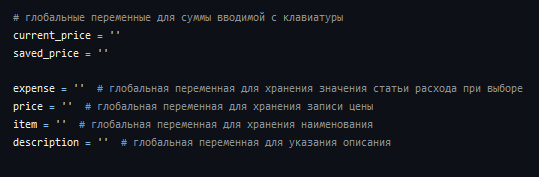 # глобальные переменные для суммы вводимой с клавиатуры
current_price = ''
saved_price = ''
expense = ''  # глобальная переменная для хранения значения статьи расхода при выборе
price = ''  # глобальная переменная для хранения записи цены
item = ''  # глобальная переменная для хранения наименования
description = ''  # глобальная переменная для указания описания